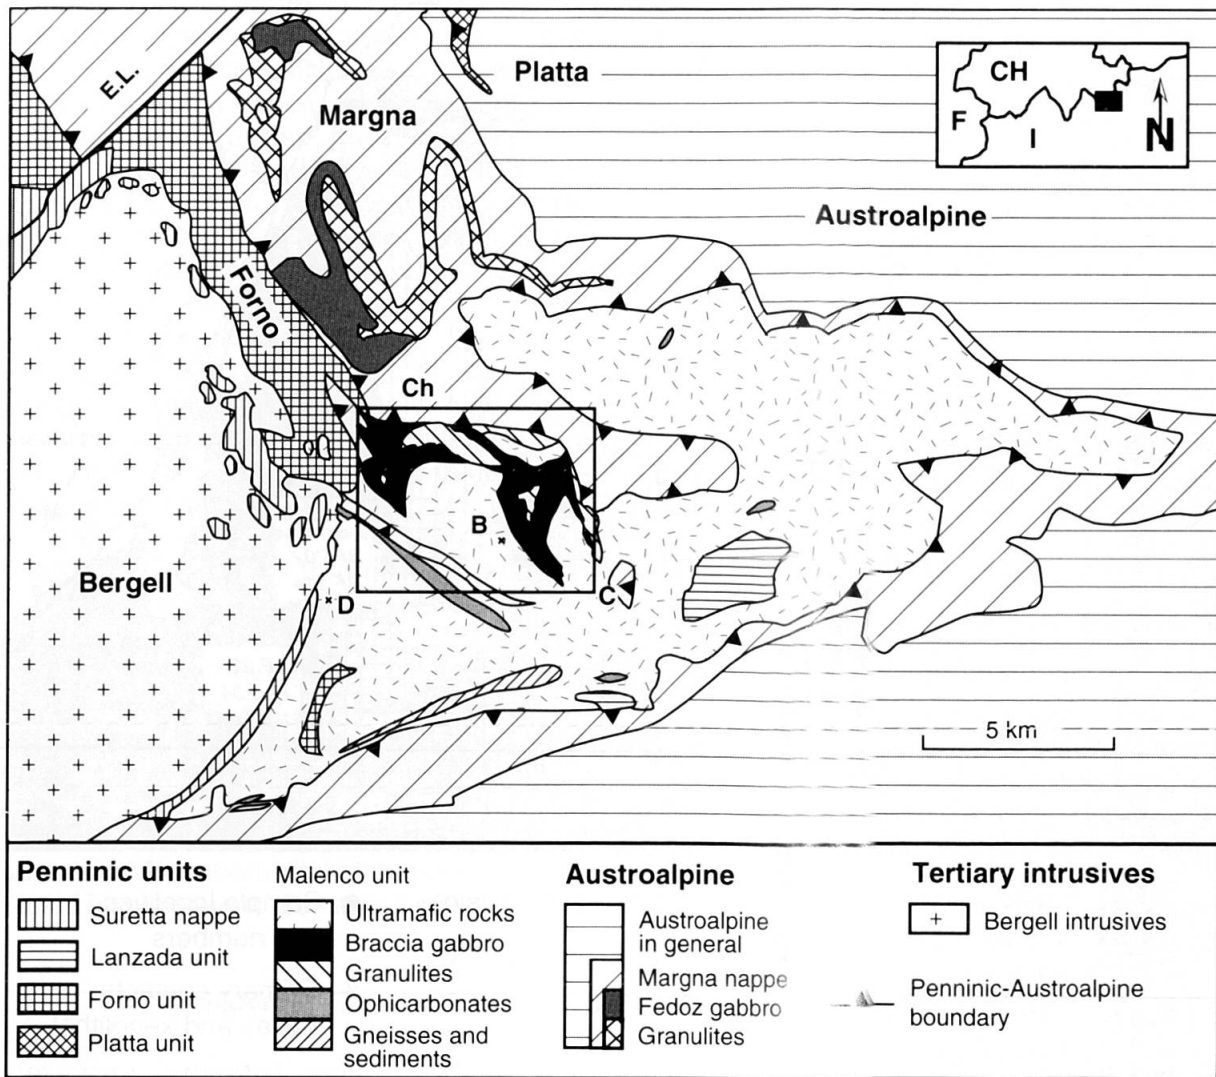 E.L.
Platta
Margna
CH
F
I
N
Austroalpine
Forno
Ch
B
Bergell
D
C
5 km
Penninic units
Suretta nappe
Lanzada unit
Forno unit
Platta unit
Malenco unit
Ultramafic rocks
Braccia gabbro
Granulites
Ophicarbonates
Gneisses and
sediments
Austroalpine
Austroalpine
in general
Margna nappe
Fedoz gabbro
Granulites
Tertiary intrusives
Bergell intrusives
Penninic-Austroalpine
boundary